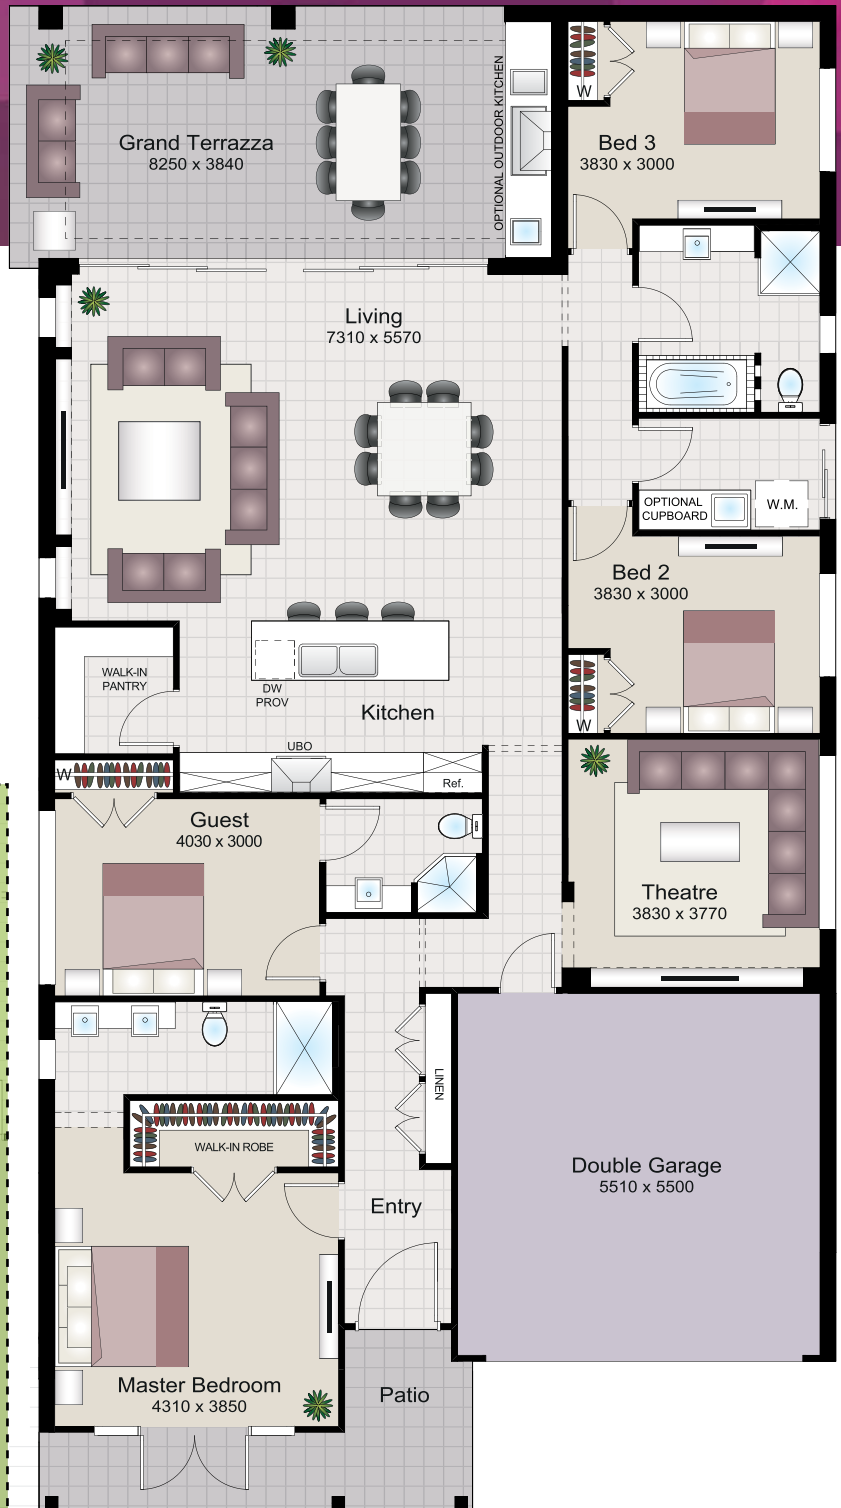 Grand Terrazza
8250 x 3840
OPTIONAL OUTDOOR KITCHEN
W
Bed 3
3830 x 3000
Living
7310 x 5570
OPTIONAL
CUPBOARD
W.M.
Bed 2
3830 x 3000
W
WALK-IN
PANTRY
DW
PROV
Kitchen
UBO
Ref.
W
Guest
4030 x 3000
Theatre
3830 x 3770
LINEN
WALK-IN ROBE
Double Garage
5510 x 5500
Entry
Master Bedroom
4310 x 3850
Patio